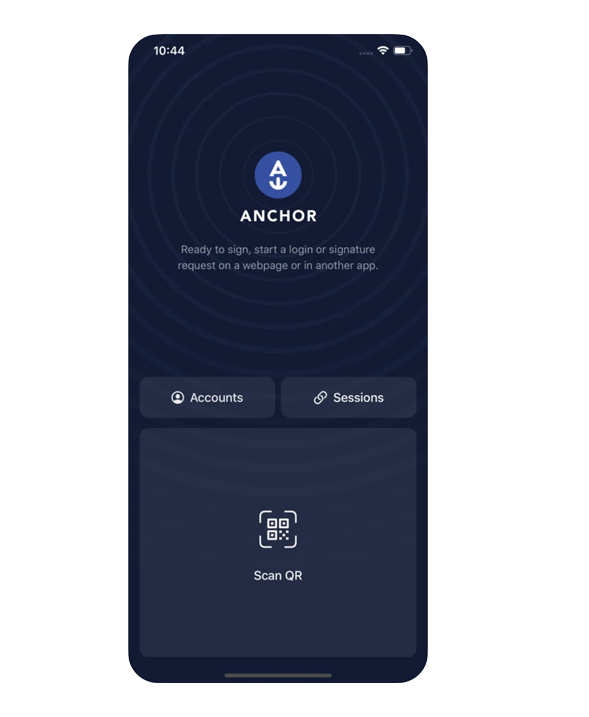 10:44
ANCHOR
Ready to sign, start a login or signature
request on a webpage or in another app.
Accounts
Sessions
Scan QR